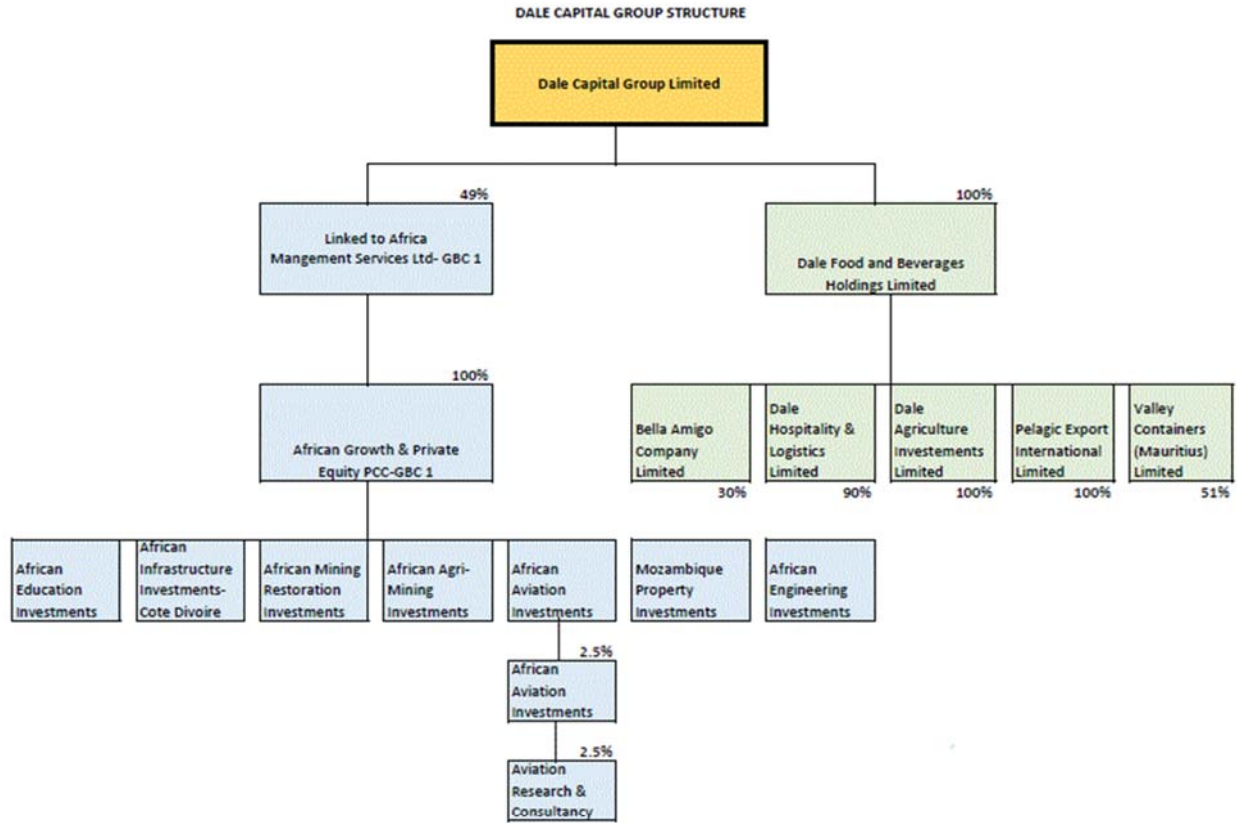 DALE CAPITAL GROUP STRUCTURE
Dale Capital Group Limited
49%
Linked to Africa
Mangement Services Ltd- GBC 1
100%
Dale Food and Beverages
Holdings Limited
100%
African Growth & Private
Equity PCC-GBC 1
Bella Amigo
Company
Limited
30%
Dale
Hospitality &
Logistics
Limited
90%
Dale
Agriculture
Investements
Limited
100%
Pelagic Export
International
Limited
100%
Valley
Containers
(Mauritius)
Limited
51%
African
Education
Investments
African
Infrastructure
Investments-
Cote Divoire
African Mining
Restoration
Investments
African Agri-
Mining
Investments
African
Aviation
Investments
Mozambique
Property
Investments
African
Engineering
Investments
2.5%
African
Aviation
Investments
2.5%
Aviation
Research &
Consultancy